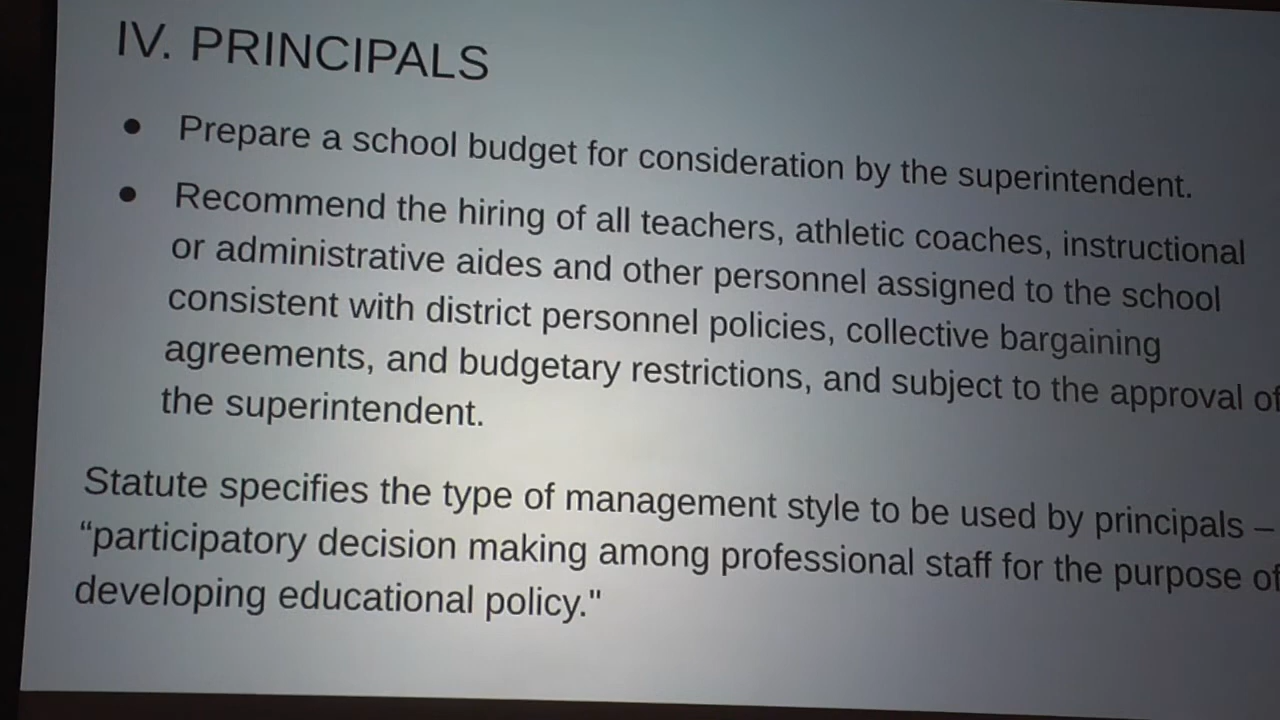 IV. PRINCIPALS
● Prepare a school budget for consideration by the superintendent.
● Recommend the hiring of all teachers, athletic coaches, instructional
or administrative aides and other personnel assigned to the school
consistent with district personnel policies, collective bargaining
agreements, and budgetary restrictions, and subject to the approval of
the superintendent.
Statute specifies the type of management style to be used by principals –
“participatory decision making among professional staff for the purpose of
developing educational policy."